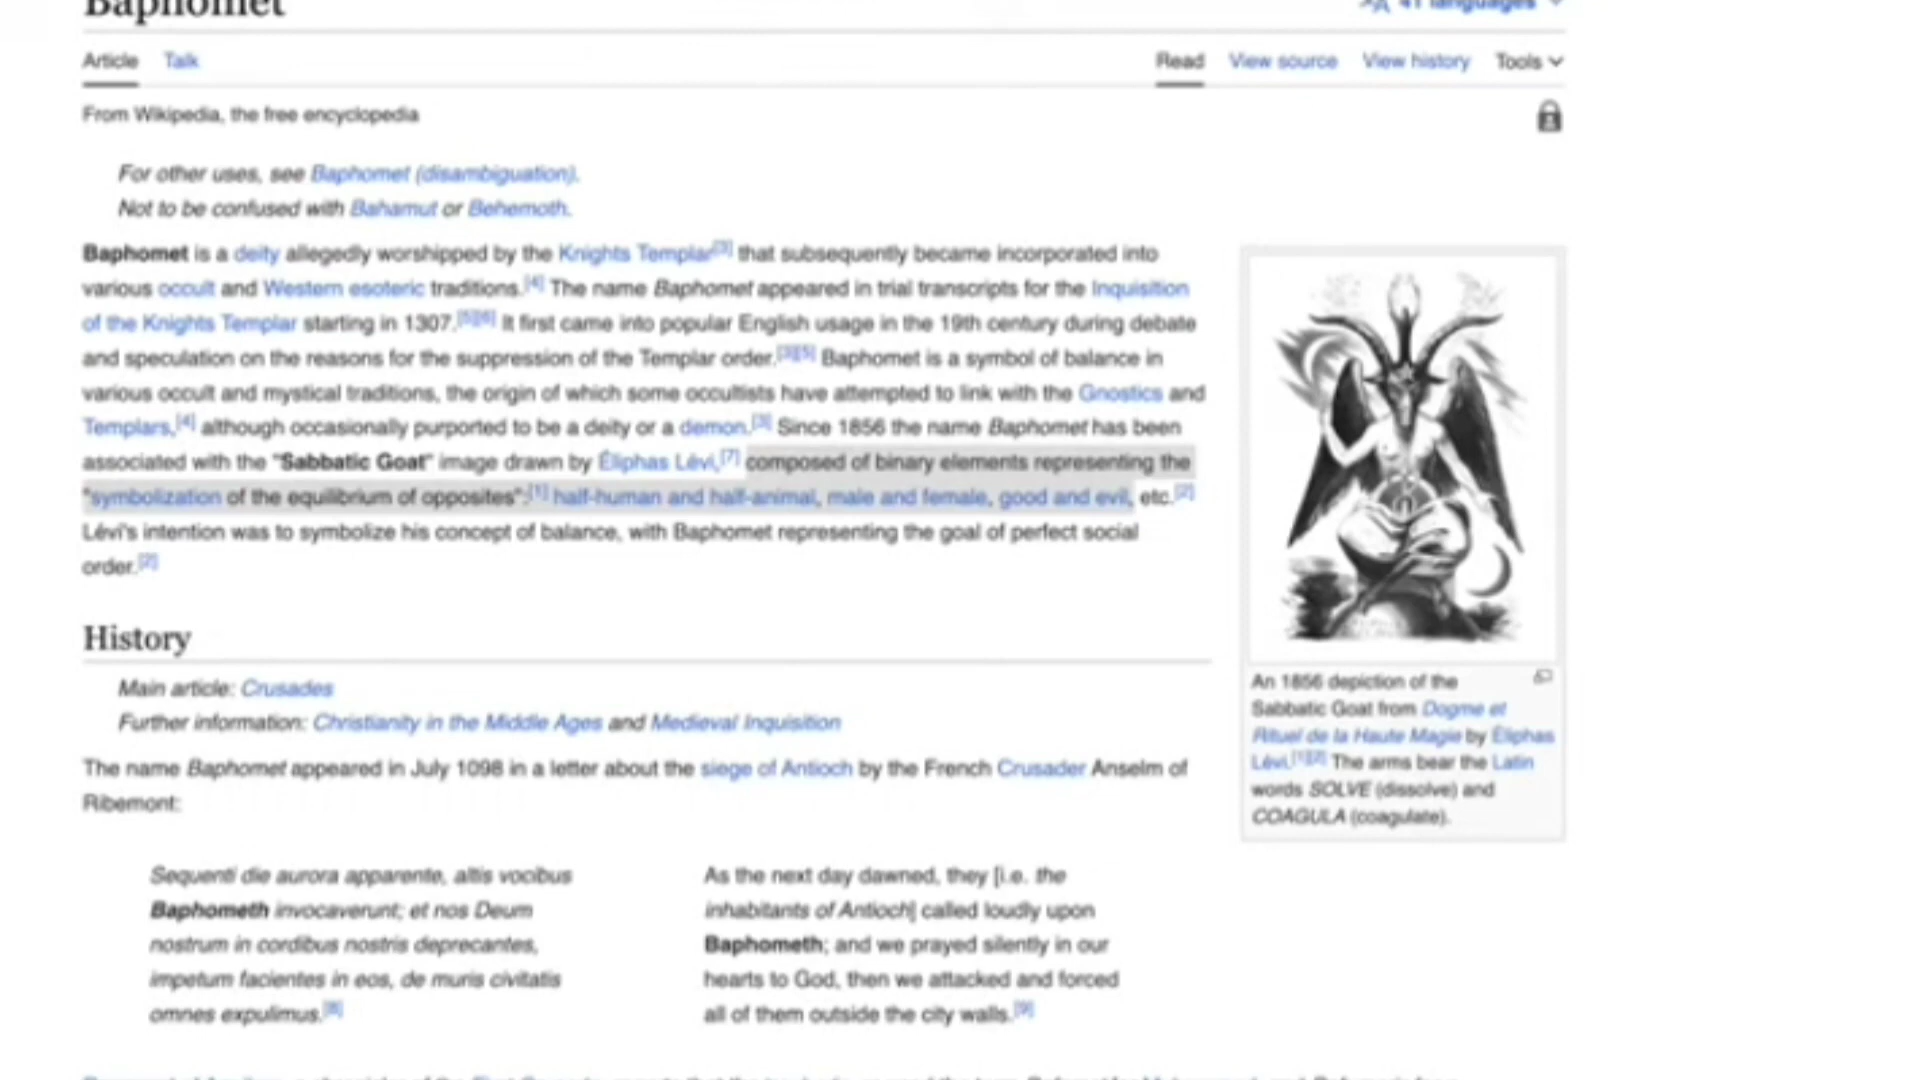 Baphomet
41 languages
Article Talk
Read View source View history Tools
From Wikipedia, the free encyclopedia
For other uses, see Baphomet (disambiguation).
Not to be confused with Bahamut or Behemoth.
Baphomet is a deity allegedly worshipped by the Knights Templar[3] that subsequently became incorporated into
various occult and Western esoteric traditions.[4] The name Baphomet appeared in trial transcripts for the Inquisition
of the Knights Templar starting in 1307.[5][6] It first came into popular English usage in the 19th century during debate
and speculation on the reasons for the suppression of the Templar order.[3][5] Baphomet is a symbol of balance in
various occult and mystical traditions, the origin of which some occultists have attempted to link with the Gnostics and
Templars,[4] although occasionally purported to be a deity or a demon.[3] Since 1856 the name Baphomet has been
associated with the "Sabbatic Goat" image drawn by Éliphas Lévi,[7] composed of binary elements representing the
"symbolization of the equilibrium of opposites":[1] half-human and half-animal, male and female, good and evil, etc.[2]
Lévi's intention was to symbolize his concept of balance, with Baphomet representing the goal of perfect social
order.[2]
An 1856 depiction of the
Sabbatic Goat from Dogme et
Rituel de la Haute Magie by Éliphas
Lévi.[1][2] The arms bear the Latin
words SOLVE (dissolve) and
COAGULA (coagulate).
History
Main article: Crusades
Further information: Christianity in the Middle Ages and Medieval Inquisition
The name Baphomet appeared in July 1098 in a letter about the siege of Antioch by the French Crusader Anselm of
Ribemont:
Sequenti die aurora apparente, altis vocibus
Baphometh invocaverunt; et nos Deum
nostrum in cordibus nostris deprecantes,
impetum facientes in eos, de muris civitatis
omnes expulimus.[8]
As the next day dawned, they [i.e. the
inhabitants of Antioch] called loudly upon
Baphometh; and we prayed silently in our
hearts to God, then we attacked and forced
all of them outside the city walls.[9]